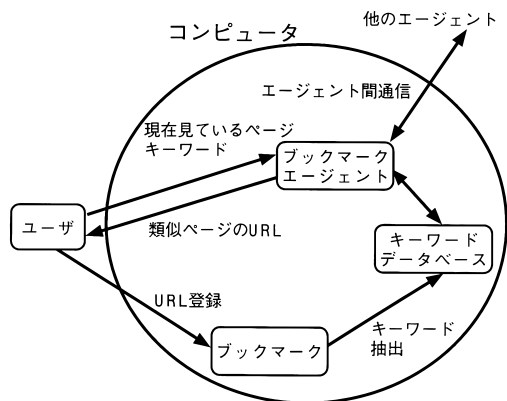 コンピュータ
他のエージェント
エージェント間通信
現在見ているページ
キーワード
ブックマーク
エージェント
ユーザ
類似ページのURL
キーワード
データベース
URL登録
ブックマーク
キーワード
抽出